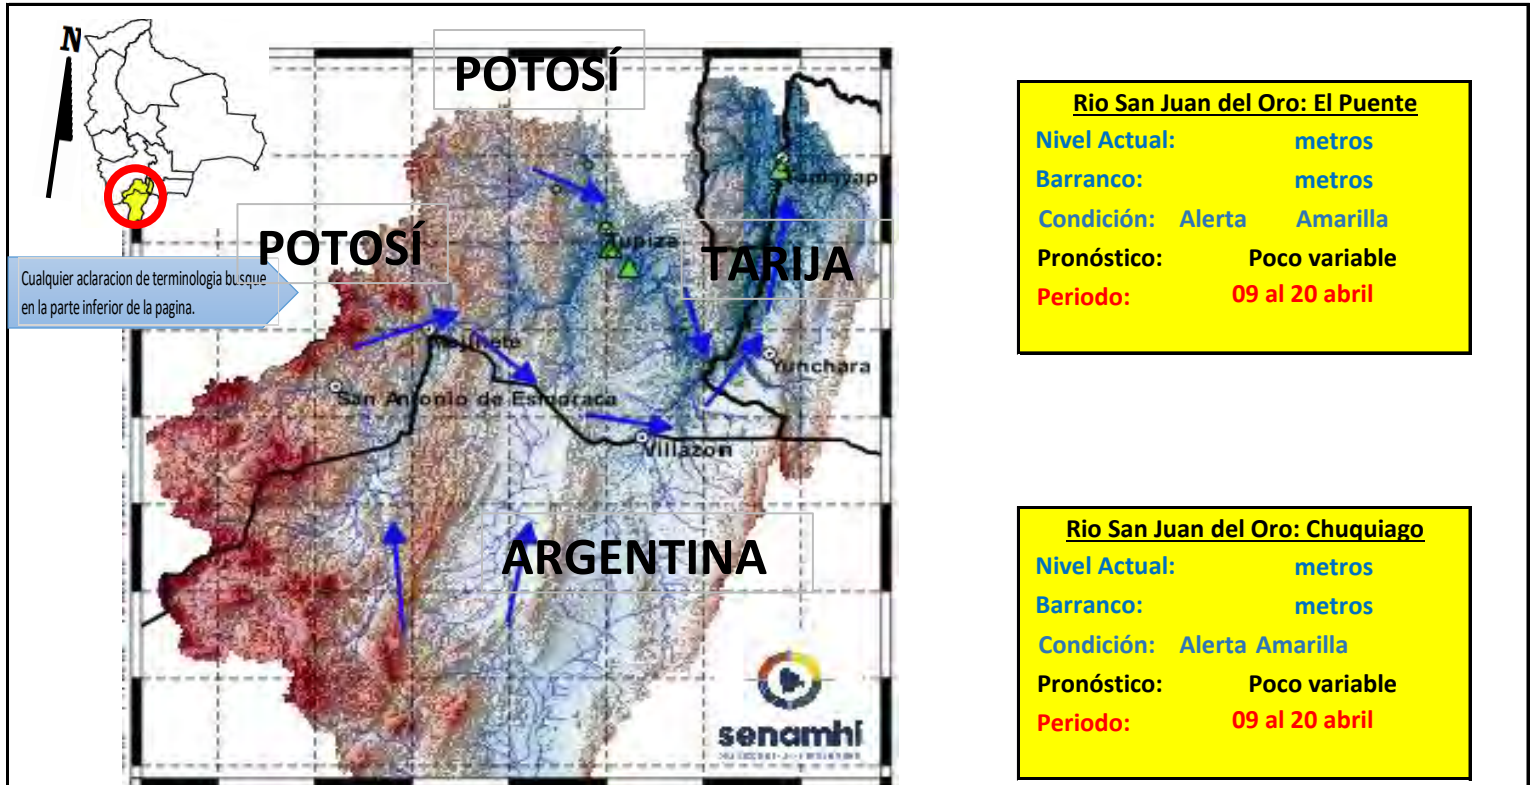 N
POTOSÍ
POTOSÍ
Cualquier aclaracion de terminologia busque
en la parte inferior de la pagina.
TARIJA
Tupiza
Yunchara
San Antonio de Esmoraca
Villazon
ARGENTINA
senamhi
Rio San Juan del Oro: El Puente
Nivel Actual: metros
Barranco: metros
Condición: Alerta Amarilla
Pronóstico: Poco variable
Periodo: 09 al 20 abril
Rio San Juan del Oro: Chuquiago
Nivel Actual: metros
Barranco: metros
Condición: Alerta Amarilla
Pronóstico: Poco variable
Periodo: 09 al 20 abril